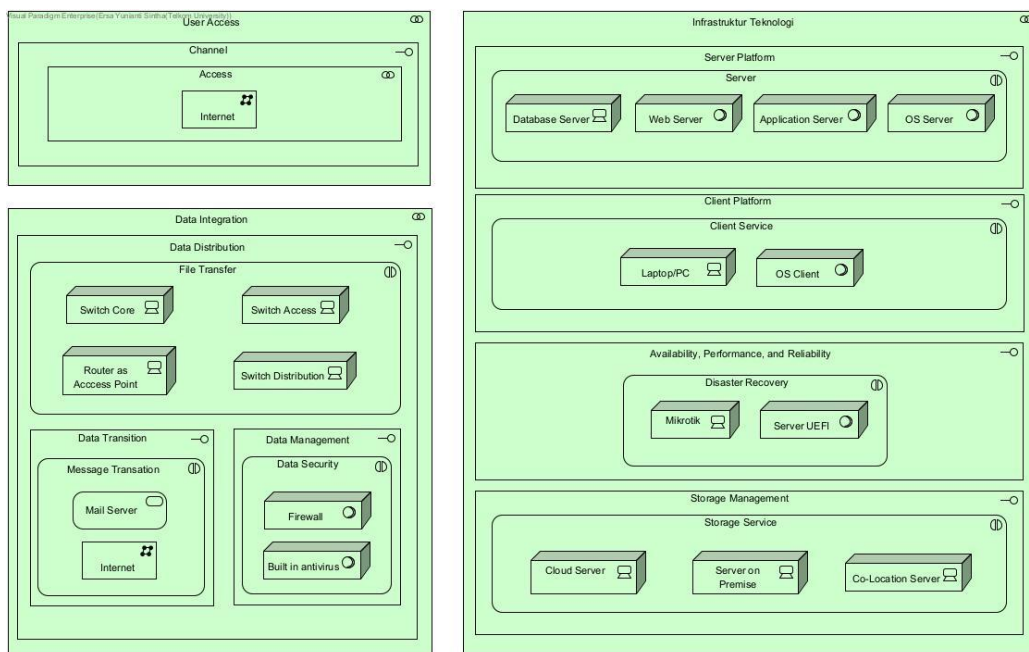 Visual Paradigm Enterprise(Ersa Yunianti Sintha(Telkom University))
User Access
Channel
Access
Internet
Data Integration
Data Distribution
File Transfer
Switch Core
Switch Access
Router as
Acccess Point
Switch Distribution
Data Transition
Message Transation
Mail Server
Internet
Data Management
Data Security
Firewall
Built in antivirus
Infrastruktur Teknologi
Server Platform
Server
Database Server
Web Server
Application Server
OS Server
Client Platform
Client Service
Laptop/PC
OS Client
Availability, Performance, and Reliability
Disaster Recovery
Mikrotik
Server UEFI
Storage Management
Storage Service
Cloud Server
Server on
Premise
Co-Location Server